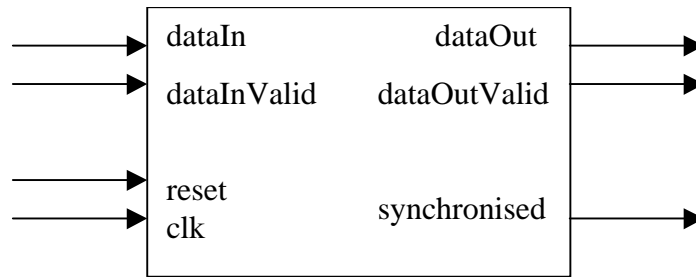 dataIn dataOut
dataInValid dataOutValid
reset
synchronised
clk